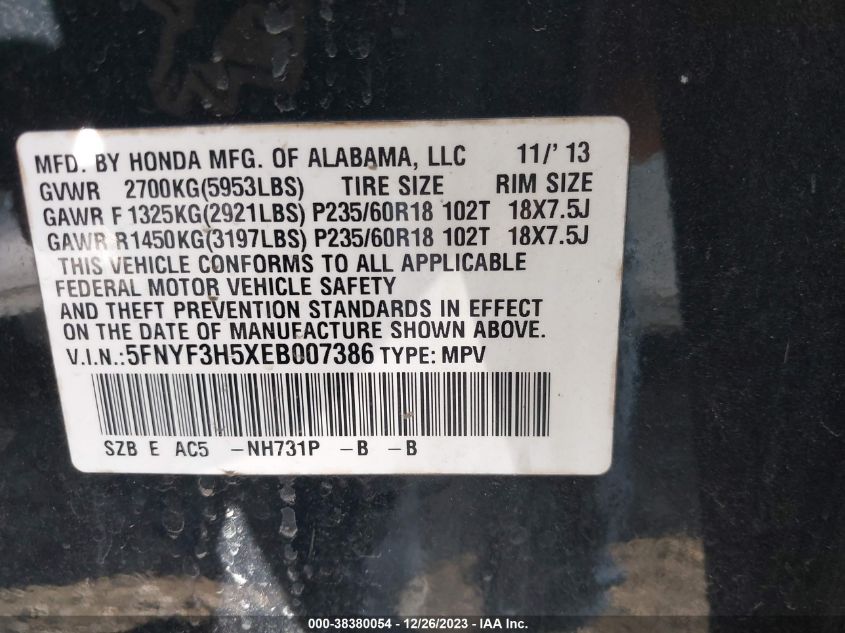 MFD. BY HONDA MFG. OF ALABAMA, LLC 11/' 13
GVWR 2700KG(5953LBS) TIRE SIZE RIM SIZE
GAWR F 1325KG(2921LBS) P235/60R18 102T 18X7.5J
GAWR R1450KG(3197LBS) P235/60R18 102T 18X7.5J
THIS VEHICLE CONFORMS TO ALL APPLICABLE
FEDERAL MOTOR VEHICLE SAFETY
AND THEFT PREVENTION STANDARDS IN EFFECT
ON THE DATE OF MANUFACTURE SHOWN ABOVE.
V.I.N.:5FNYF3H5XEB007386 TYPE: MPV
SZB E AC5 -NH731P -B -B
000-38380054 - 12/26/2023 - IAA Inc.